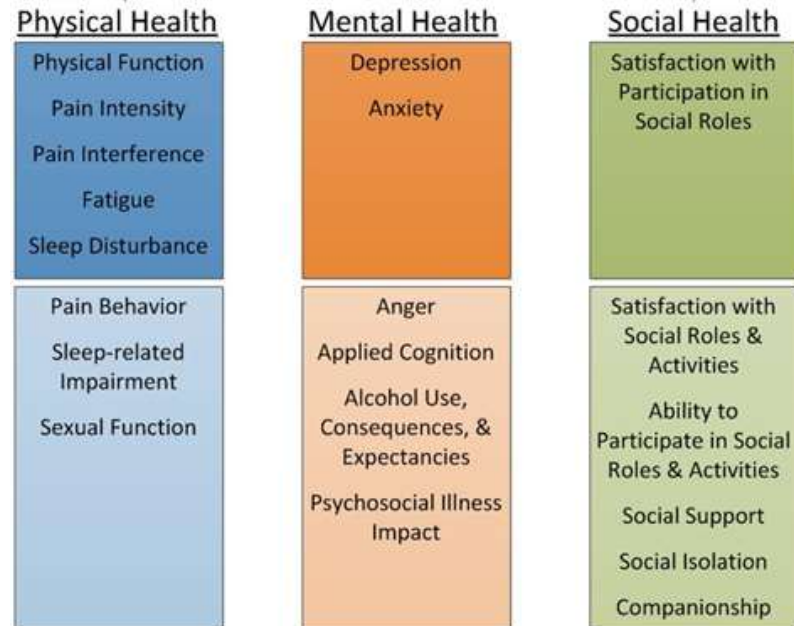 Physical Health
Physical Function
Pain Intensity
Pain Interference
Fatigue
Sleep Disturbance
Pain Behavior
Sleep-related
Impairment
Sexual Function
Mental Health
Depression
Anxiety
Anger
Applied Cognition
Alcohol Use,
Consequences, &
Expectancies
Psychosocial Illness
Impact
Social Health
Satisfaction with
Participation in
Social Roles
Satisfaction with
Social Roles &
Activities
Ability to
Participate in Social
Roles & Activities
Social Support
Social Isolation
Companionship